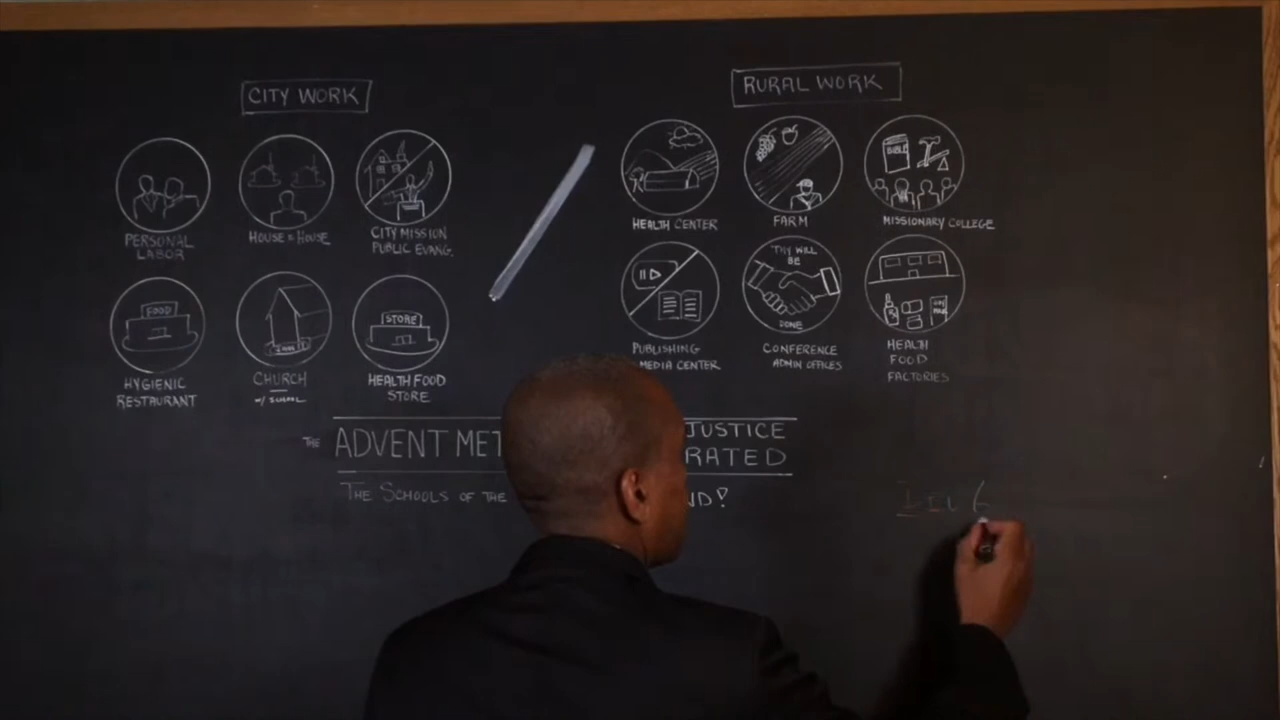 CITY WORK
PERSONAL
LABOR
HOUSE 2 HOUSE
CITY MISSION
PUBLIC EVANG.
FOOD
HYGIENIC
RESTAURANT
CHURCH
W/ SCHOOL
STORE
HEALTH FOOD
STORE
RURAL WORK
HEALTH CENTER
FARM
BIBLE
MISSIONARY COLLEGE
PUBLISHING
MEDIA CENTER
THY WILL
BE
DONE
CONFERENCE
ADMIN OFFICES
HEALTH
FOOD
FACTORIES
THE ADVENT MET JUSTICE
RATED
THE SCHOOLS OF THE ND!